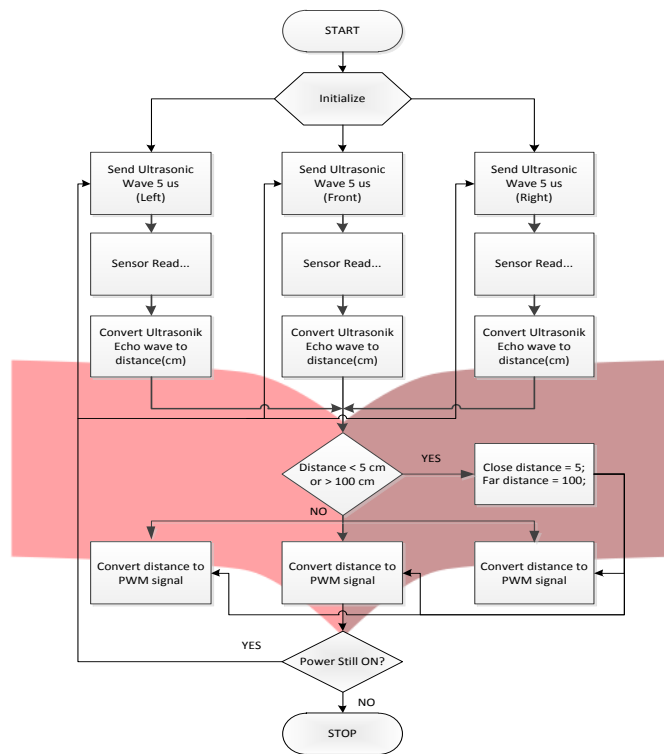 START
Initialize
Send Ultrasonic
Wave 5 us
(Left)
Send Ultrasonic
Wave 5 us
(Front)
Send Ultrasonic
Wave 5 us
(Right)
Sensor Read...
Sensor Read...
Sensor Read...
Convert Ultrasonik
Echo wave to
distance(cm)
Convert Ultrasonik
Echo wave to
distance(cm)
Convert Ultrasonik
Echo wave to
distance(cm)
Distance < 5 cm
or > 100 cm
YES
Close distance = 5;
Far distance = 100;
NO
Convert distance to
PWM signal
Convert distance to
PWM signal
Convert distance to
PWM signal
YES
Power Still ON?
NO
STOP